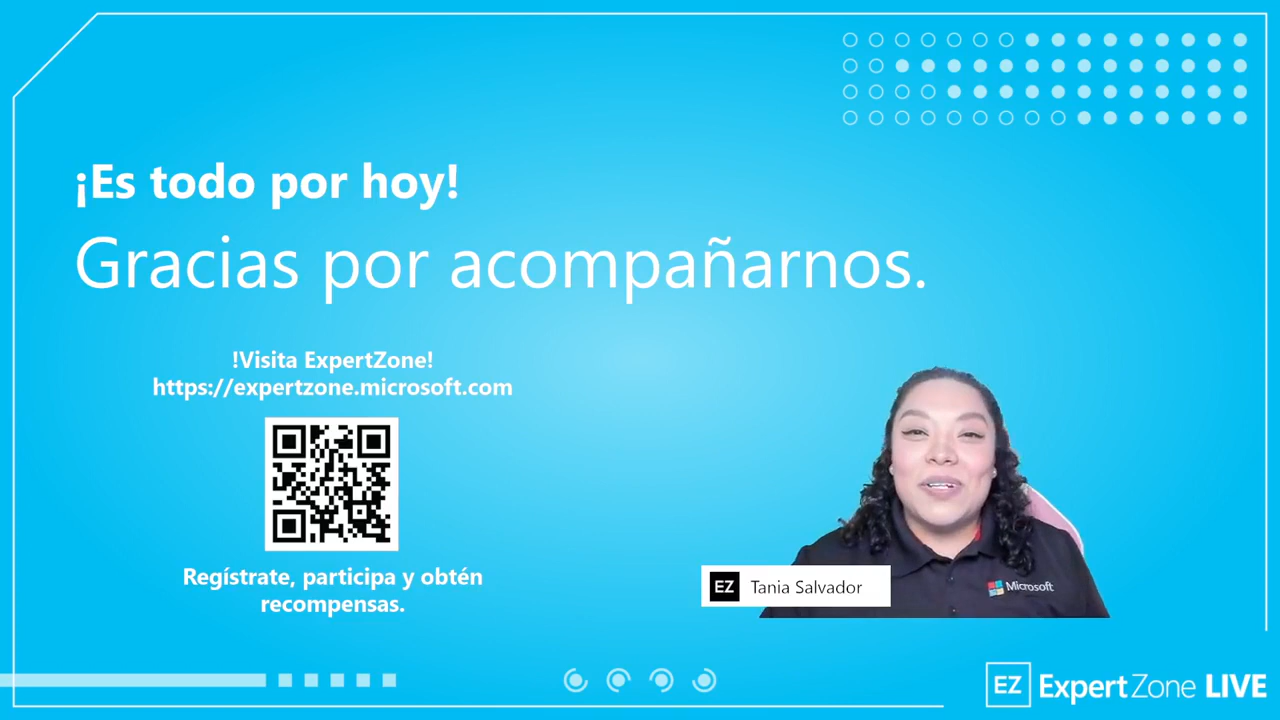 ¡Es todo por hoy!
Gracias por acompañarnos.
!Visita ExpertZone!
https://expertzone.microsoft.com
Regístrate, participa y obtén
recompensas.
EZ Tania Salvador
Microsoft
EZ ExpertZone LIVE